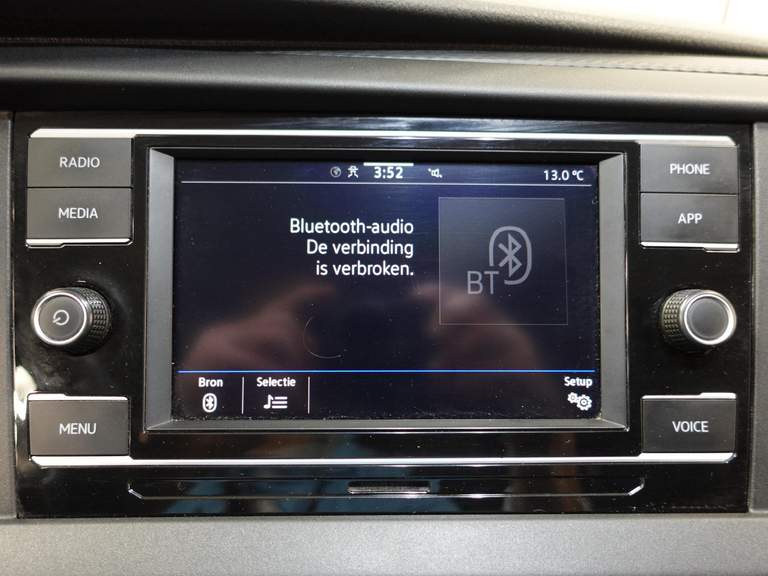 RADIO
MEDIA
MENU
3:52
13.0 °C
Bluetooth-audio
De verbinding
is verbroken.
BT
Bron
Selectie
Setup
PHONE
APP
VOICE